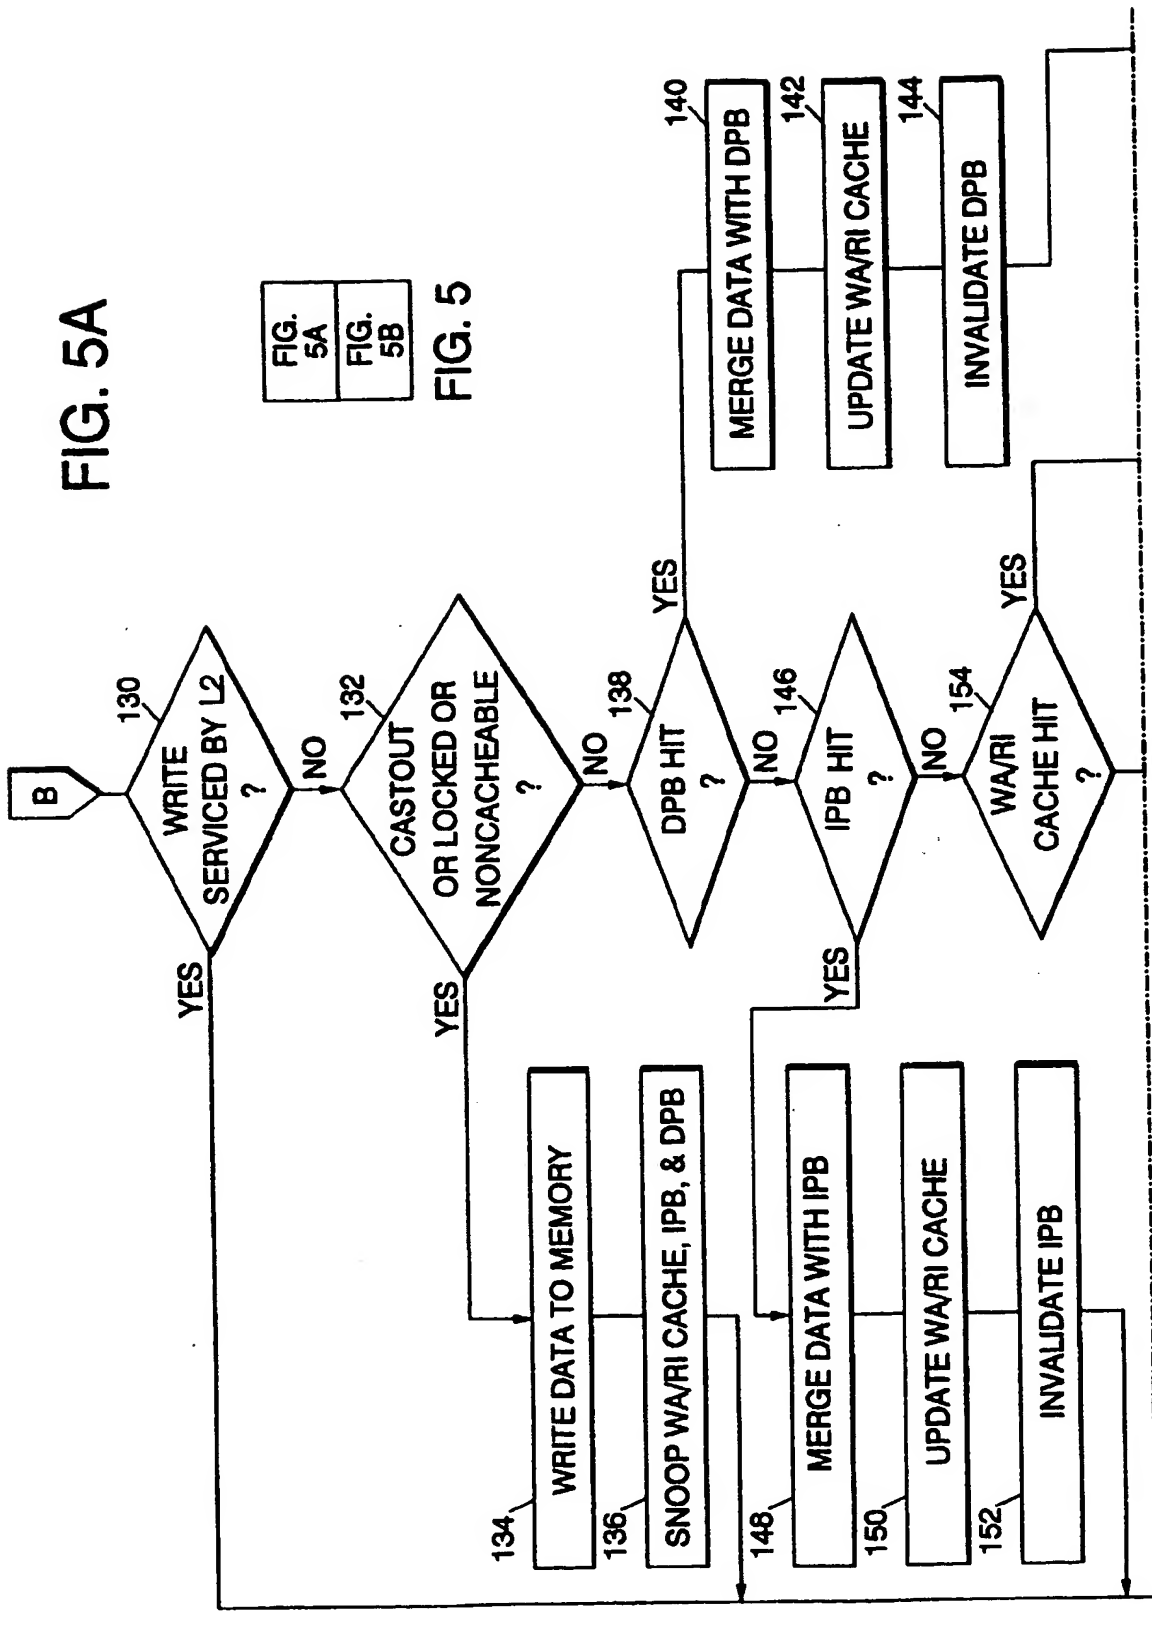 FIG. 5A
FIG.
5A
FIG.
5B
FIG. 5
B
130
WRITE
SERVICED BY L2
?
YES
NO
132
CASTOUT
OR LOCKED OR
NONCACHEABLE
?
YES
NO
134
WRITE DATA TO MEMORY
136
SNOOP WA/RI CACHE, IPB, & DPB
138
DPB HIT
?
YES
NO
140
MERGE DATA WITH DPB
142
UPDATE WA/RI CACHE
144
INVALIDATE DPB
146
IPB HIT
?
YES
NO
148
MERGE DATA WITH IPB
150
UPDATE WA/RI CACHE
152
INVALIDATE IPB
154
WA/RI
CACHE HIT
?
YES